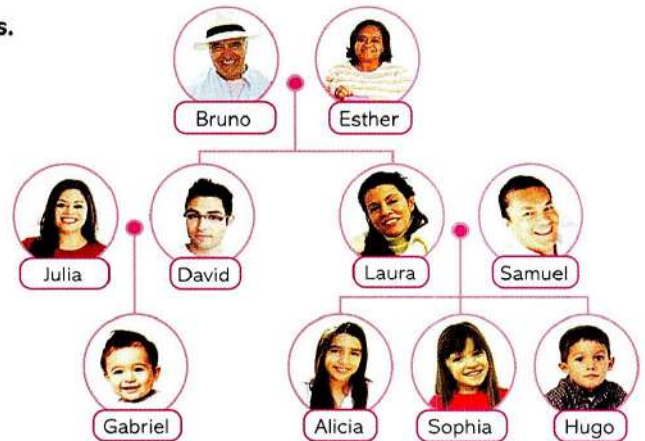 s.
Bruno
Esther
Julia
David
Laura
Samuel
Gabriel
Alicia
Sophia
Hugo